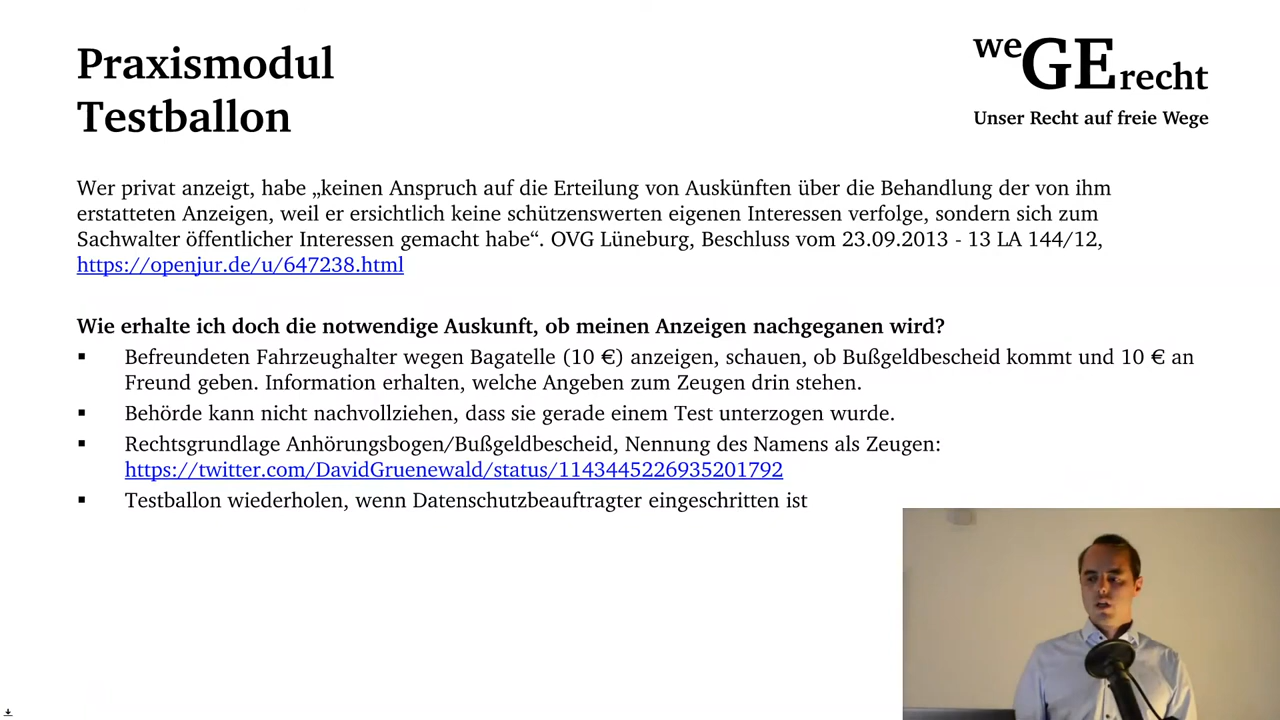 Praxismodul
Testballon
weGErecht
Unser Recht auf freie Wege
Wer privat anzeigt, habe „keinen Anspruch auf die Erteilung von Auskünften über die Behandlung der von ihm
erstatteten Anzeigen, weil er ersichtlich keine schützenswerten eigenen Interessen verfolge, sondern sich zum
Sachwalter öffentlicher Interessen gemacht habe“. OVG Lüneburg, Beschluss vom 23.09.2013 - 13 LA 144/12,
https://openjur.de/u/647238.html
Wie erhalte ich doch die notwendige Auskunft, ob meinen Anzeigen nachgeganen wird?
▪ Befreundeten Fahrzeughalter wegen Bagatelle (10 €) anzeigen, schauen, ob Bußgeldbescheid kommt und 10 € an
Freund geben. Information erhalten, welche Angeben zum Zeugen drin stehen.
▪ Behörde kann nicht nachvollziehen, dass sie gerade einem Test unterzogen wurde.
▪ Rechtsgrundlage Anhörungsbogen/Bußgeldbescheid, Nennung des Namens als Zeugen:
https://twitter.com/DavidGruenewald/status/1143445226935201792
▪ Testballon wiederholen, wenn Datenschutzbeauftragter eingeschritten ist